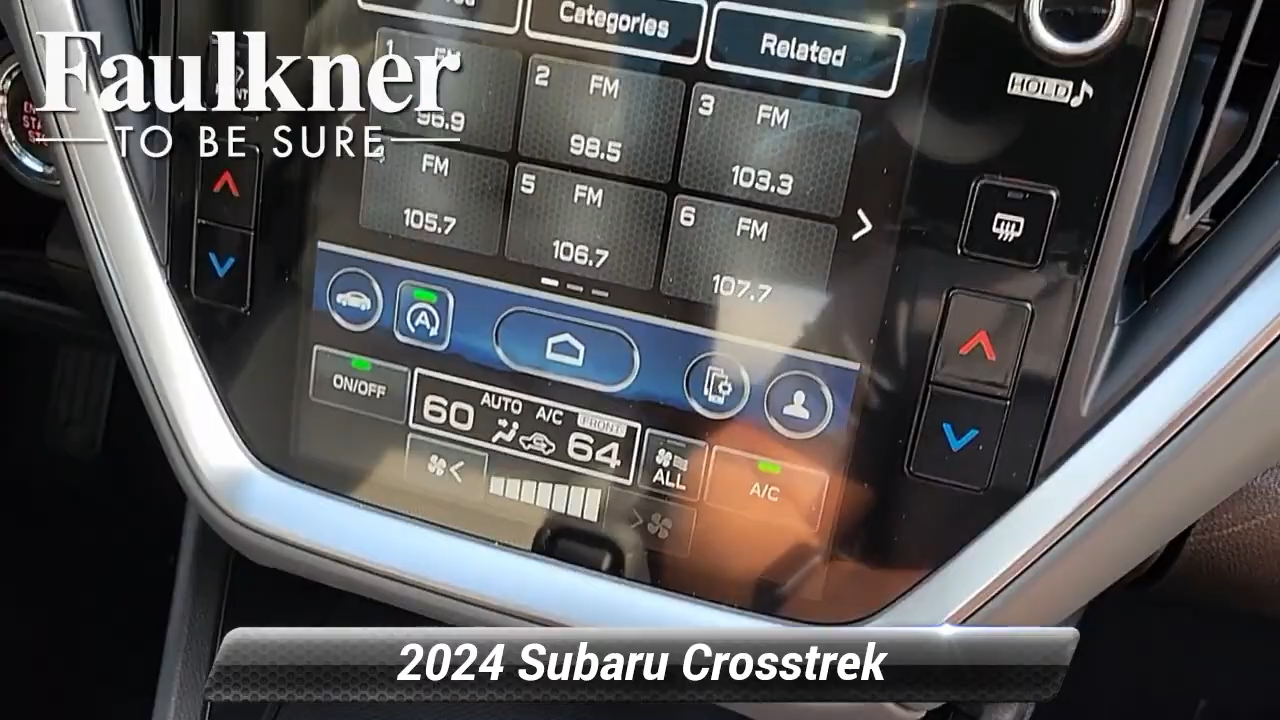 Faulkner
TO BE SURE
Categories
Related
1 FM
96.9
2 FM
98.5
3 FM
103.3
FM
105.7
5 FM
106.7
6 FM
107.7
HOLD
A
ON/OFF
60 AUTO A/C FRONT 64
ALL
A/C
2024 Subaru Crosstrek